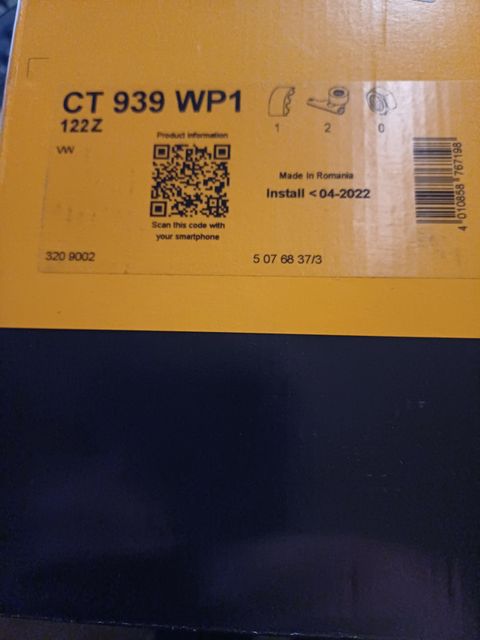 CT 939 WP1
122Z
VW
Product information
Scan this code with
your smartphone
1 2 0
Made in Romania
Install < 04-2022
320 9002
5 07 68 37/3
4 010858 767198